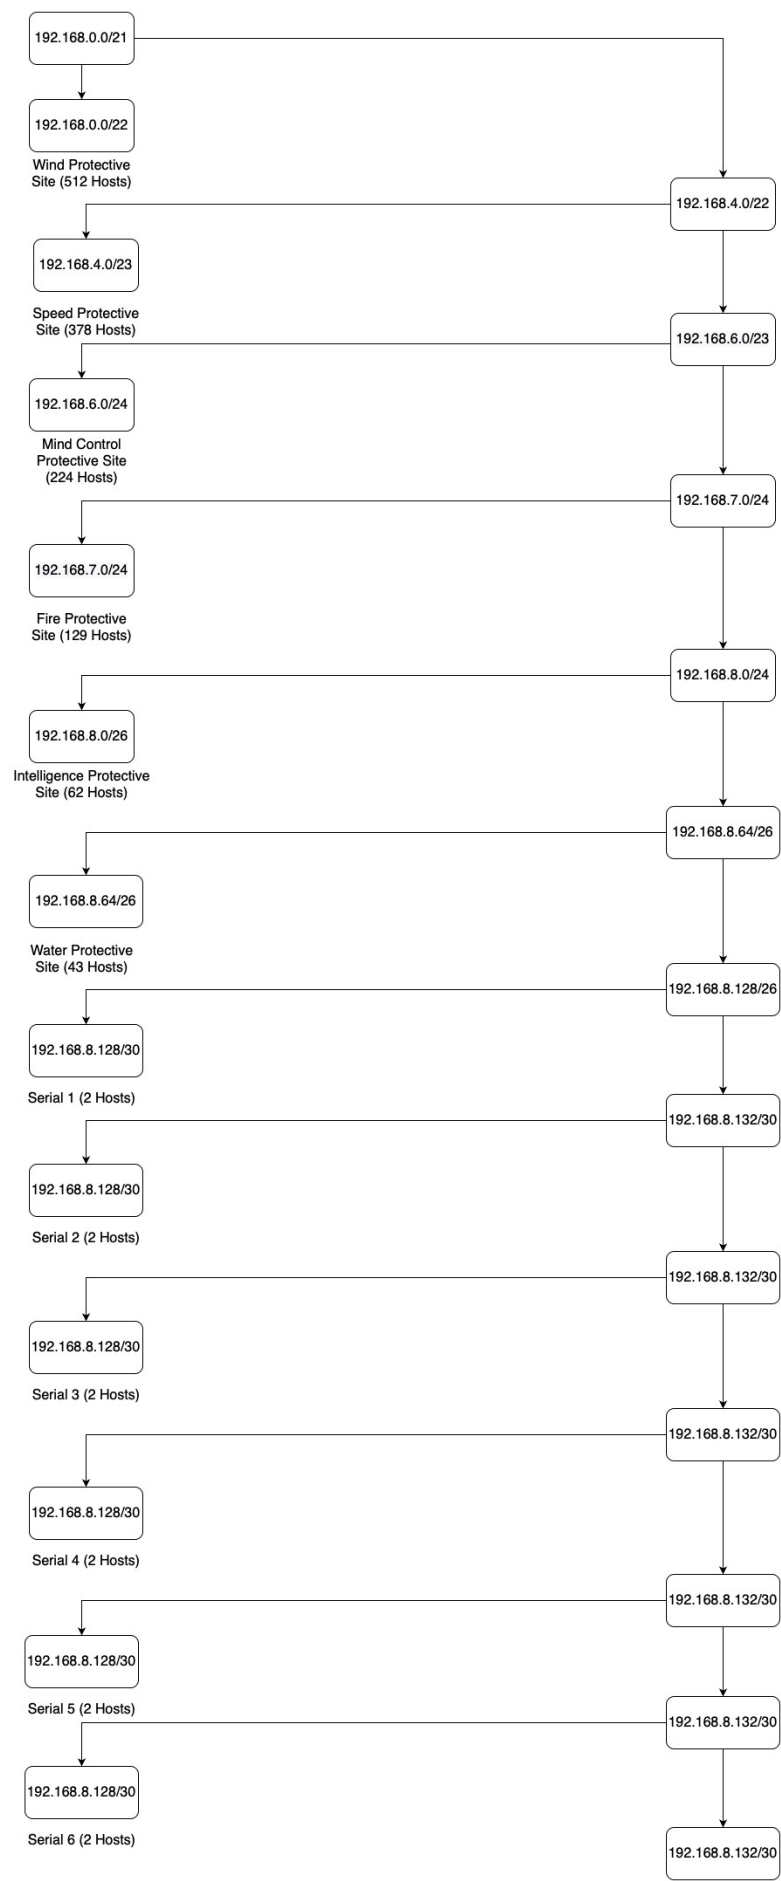 192.168.0.0/21
192.168.0.0/22
Wind Protective
Site (512 Hosts)
192.168.4.0/22
192.168.4.0/23
Speed Protective
Site (378 Hosts)
192.168.6.0/23
192.168.6.0/24
Mind Control
Protective Site
(224 Hosts)
192.168.7.0/24
192.168.7.0/24
Fire Protective
Site (129 Hosts)
192.168.8.0/24
192.168.8.0/26
Intelligence Protective
Site (62 Hosts)
192.168.8.64/26
192.168.8.64/26
Water Protective
Site (43 Hosts)
192.168.8.128/26
192.168.8.128/30
Serial 1 (2 Hosts)
192.168.8.132/30
192.168.8.128/30
Serial 2 (2 Hosts)
192.168.8.132/30
192.168.8.128/30
Serial 3 (2 Hosts)
192.168.8.132/30
192.168.8.128/30
Serial 4 (2 Hosts)
192.168.8.132/30
192.168.8.128/30
Serial 5 (2 Hosts)
192.168.8.132/30
192.168.8.128/30
Serial 6 (2 Hosts)
192.168.8.132/30